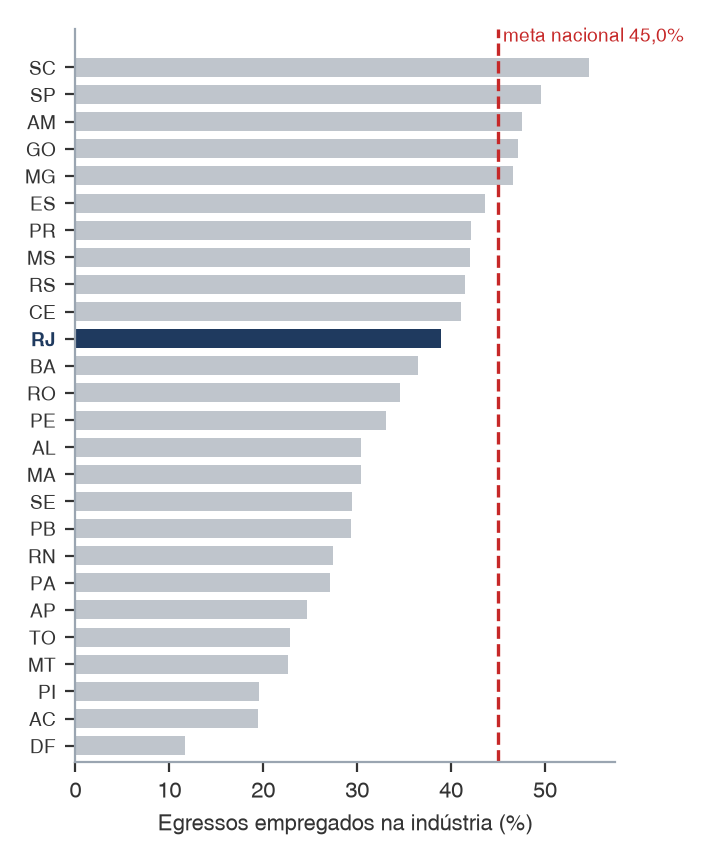 meta nacional 45,0%
SC
SP
AM
GO
MG
ES
PR
MS
RS
CE
RJ
BA
RO
PE
AL
MA
SE
PB
RN
PA
AP
TO
MT
PI
AC
DF
0 10 20 30 40 50
Egressos empregados na indústria (%)